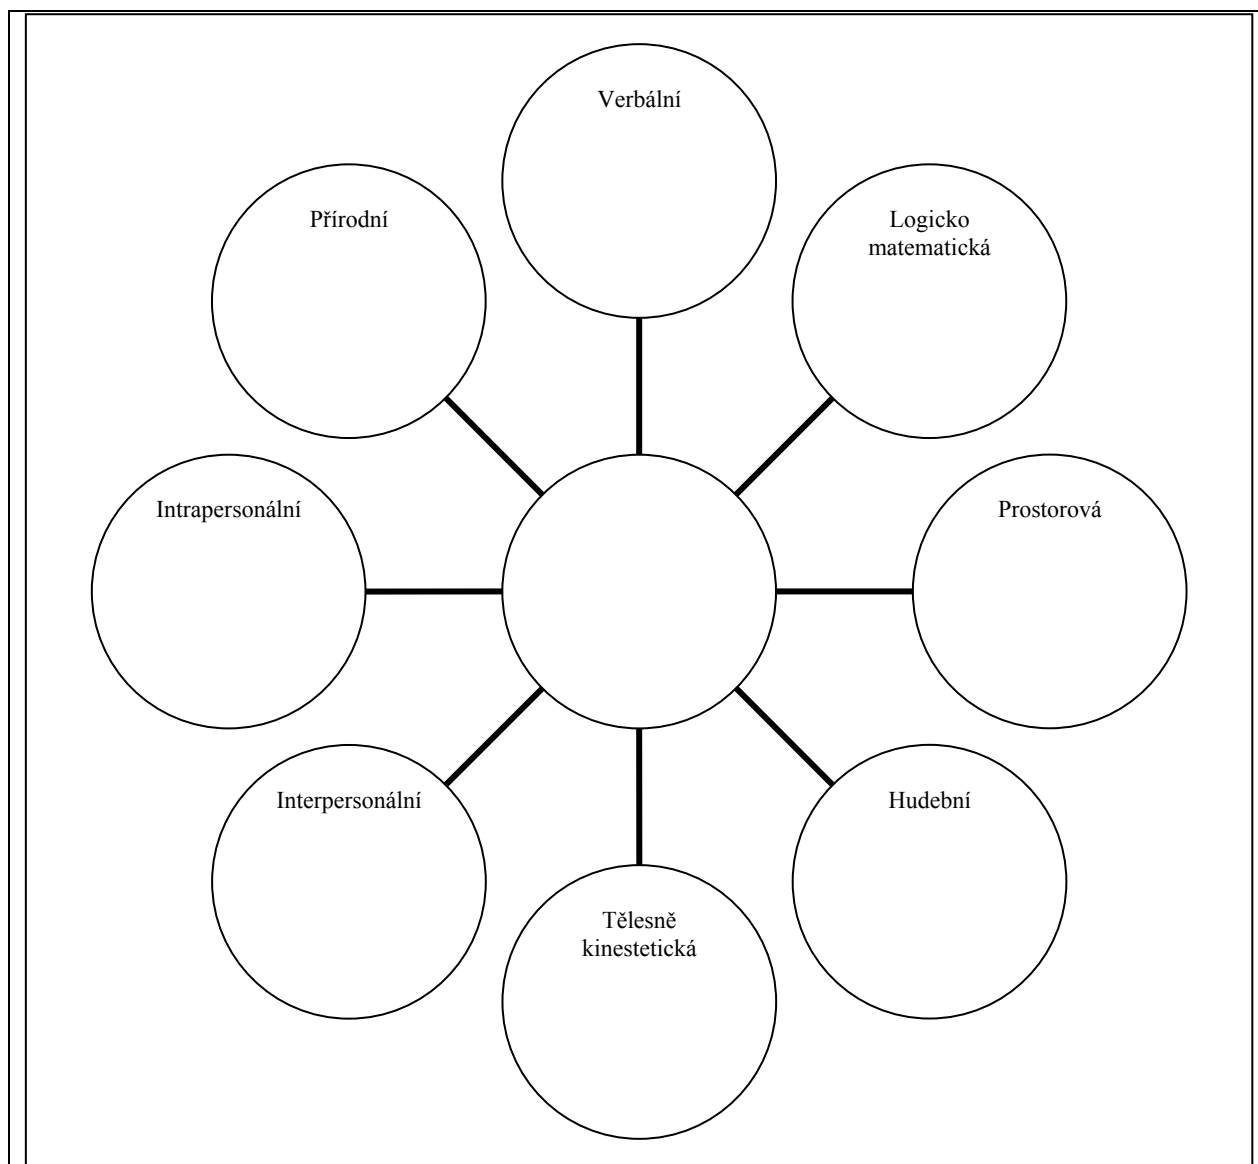 Verbální
Přírodní
Logicko
matematická
Intrapersonální
Prostorová
Interpersonální
Hudební
Tělesně
kinestetická